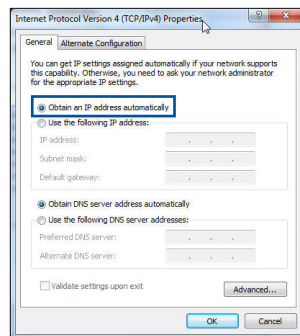 Internet Protocol Version 4 (TCP/IPv4) Properties
General
Alternate Configuration
You can get IP settings assigned automatically if your network supports
this capability. Otherwise, you need to ask your network administrator
for the appropriate IP settings.
Obtain an IP address automatically
Use the following IP address:
IP address:
Subnet mask:
Default gateway:
Obtain DNS server address automatically
Use the following DNS server addresses:
Preferred DNS server:
Alternate DNS server:
Validate settings upon exit
Advanced...
OK
Cancel